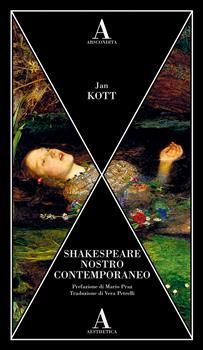 A
ABSCONDITA
Jan
KOTT
SHAKESPEARE
NOSTRO
CONTEMPORANEO
Prefazione di Mario Praz
Traduzione di Vera Petrelli
A
AESTHETICA